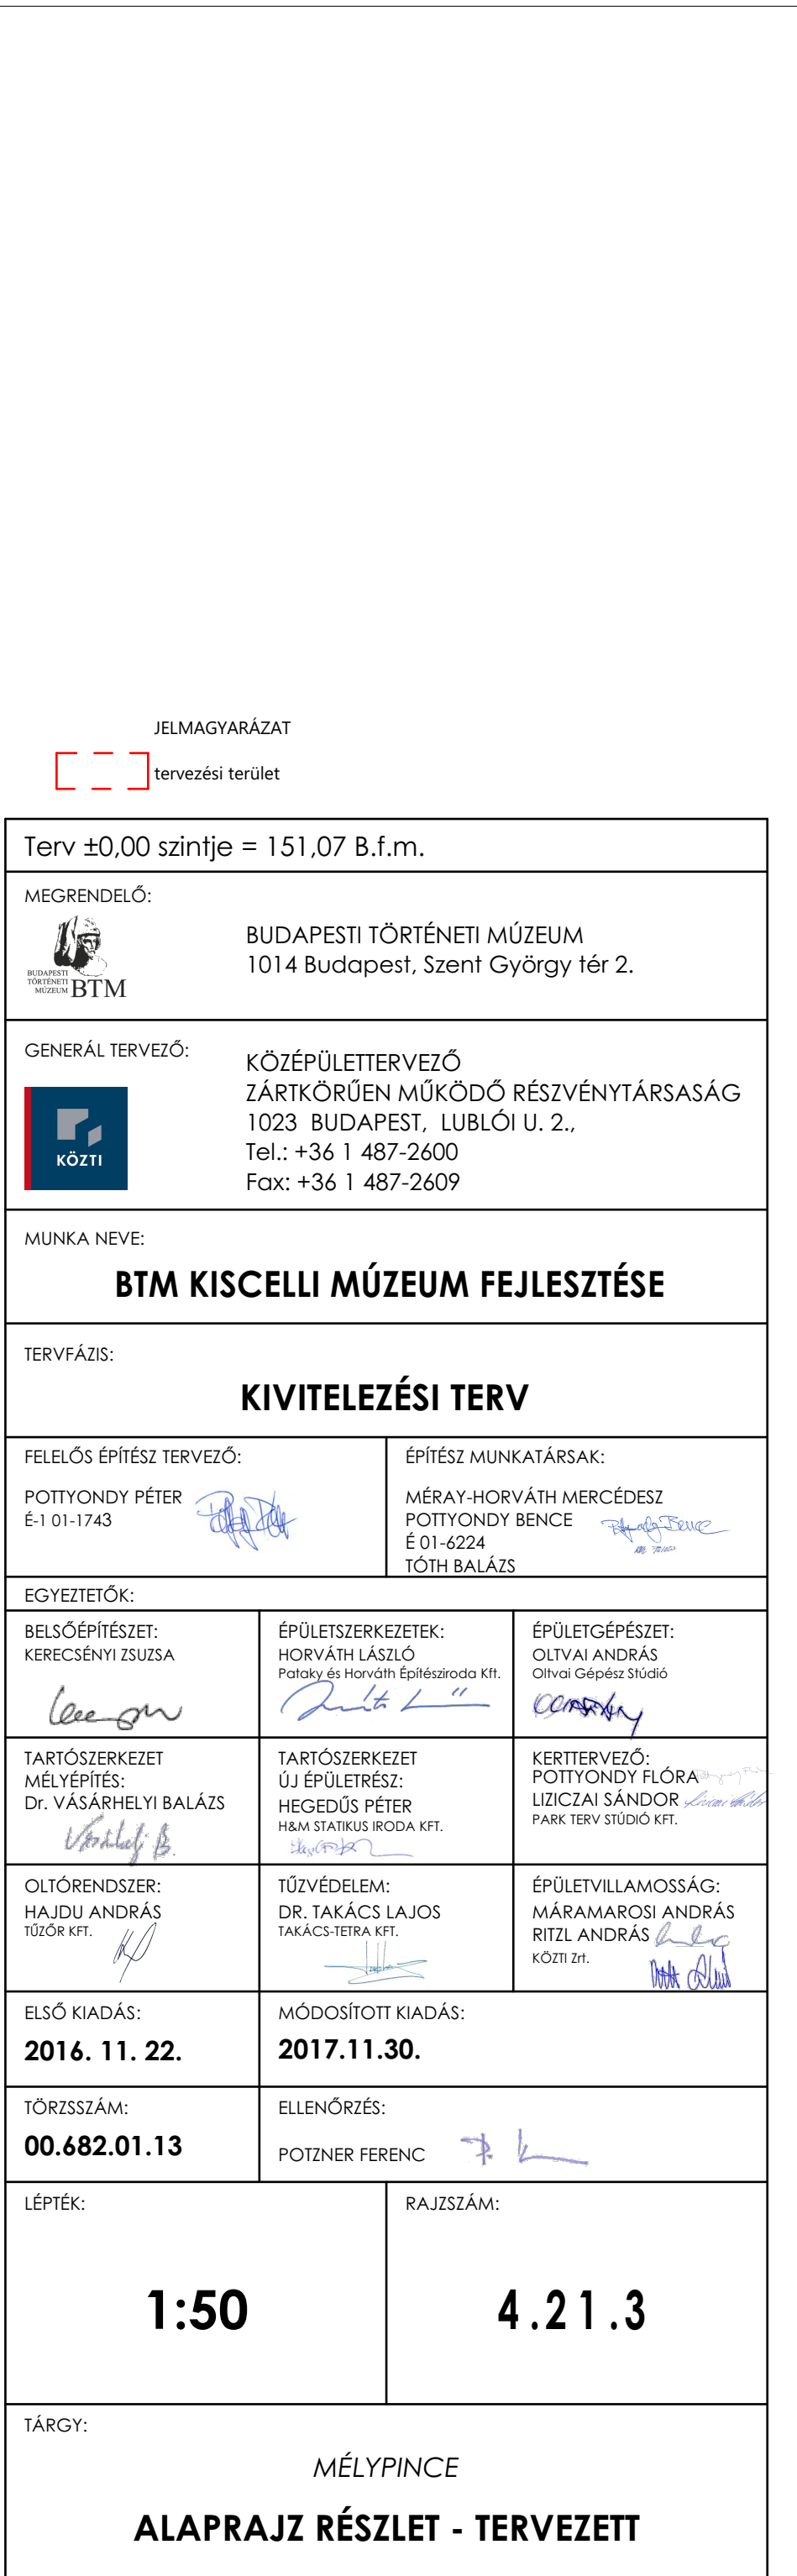 JELMAGYARÁZAT
tervezési terület
Terv ±0,00 szintje = 151,07 B.f.m.
MEGRENDELŐ:
BUDAPESTI
TÖRTÉNETI
MÚZEUM BTM
BUDAPESTI TÖRTÉNETI MÚZEUM
1014 Budapest, Szent György tér 2.
GENERÁL TERVEZŐ:
KÖZTI
KÖZÉPÜLETTERVEZŐ
ZÁRTKÖRŰEN MŰKÖDŐ RÉSZVÉNYTÁRSASÁG
1023 BUDAPEST, LUBLÓI U. 2.,
Tel.: +36 1 487-2600
Fax: +36 1 487-2609
MUNKA NEVE:
BTM KISCELLI MÚZEUM FEJLESZTÉSE
TERVFÁZIS:
KIVITELEZÉSI TERV
FELELŐS ÉPÍTÉSZ TERVEZŐ:
POTTYONDY PÉTER
É-1 01-1743
ÉPÍTÉSZ MUNKATÁRSAK:
MÉRAY-HORVÁTH MERCÉDESZ
POTTYONDY BENCE
É 01-6224
TÓTH BALÁZS
EGYEZTETŐK:
BELSŐÉPÍTÉSZET:
KERECSÉNYI ZSUZSA
ÉPÜLETSZERKEZETEK:
HORVÁTH LÁSZLÓ
Pataky és Horváth Építésziroda Kft.
ÉPÜLETGÉPÉSZET:
OLTVAI ANDRÁS
Oltvai Gépész Stúdió
TARTÓSZERKEZET
MÉLYÉPÍTÉS:
Dr. VÁSÁRHELYI BALÁZS
TARTÓSZERKEZET
ÚJ ÉPÜLETRÉSZ:
HEGEDŰS PÉTER
H&M STATIKUS IRODA KFT.
KERTTERVEZŐ:
POTTYONDY FLÓRA
LIZICZAI SÁNDOR
PARK TERV STÚDIÓ KFT.
OLTÓRENDSZER:
HAJDU ANDRÁS
TŰZŐR KFT.
TŰZVÉDELEM:
DR. TAKÁCS LAJOS
TAKÁCS-TETRA KFT.
ÉPÜLETVILLAMOSSÁG:
MÁRAMAROSI ANDRÁS
RITZL ANDRÁS
KÖZTI Zrt.
ELSŐ KIADÁS:
2016. 11. 22.
MÓDOSÍTOTT KIADÁS:
2017.11.30.
TÖRZSSZÁM:
00.682.01.13
ELLENŐRZÉS:
POTZNER FERENC
LÉPTÉK:
1:50
RAJZSZÁM:
4.21.3
TÁRGY:
MÉLYPINCE
ALAPRAJZ RÉSZLET - TERVEZETT